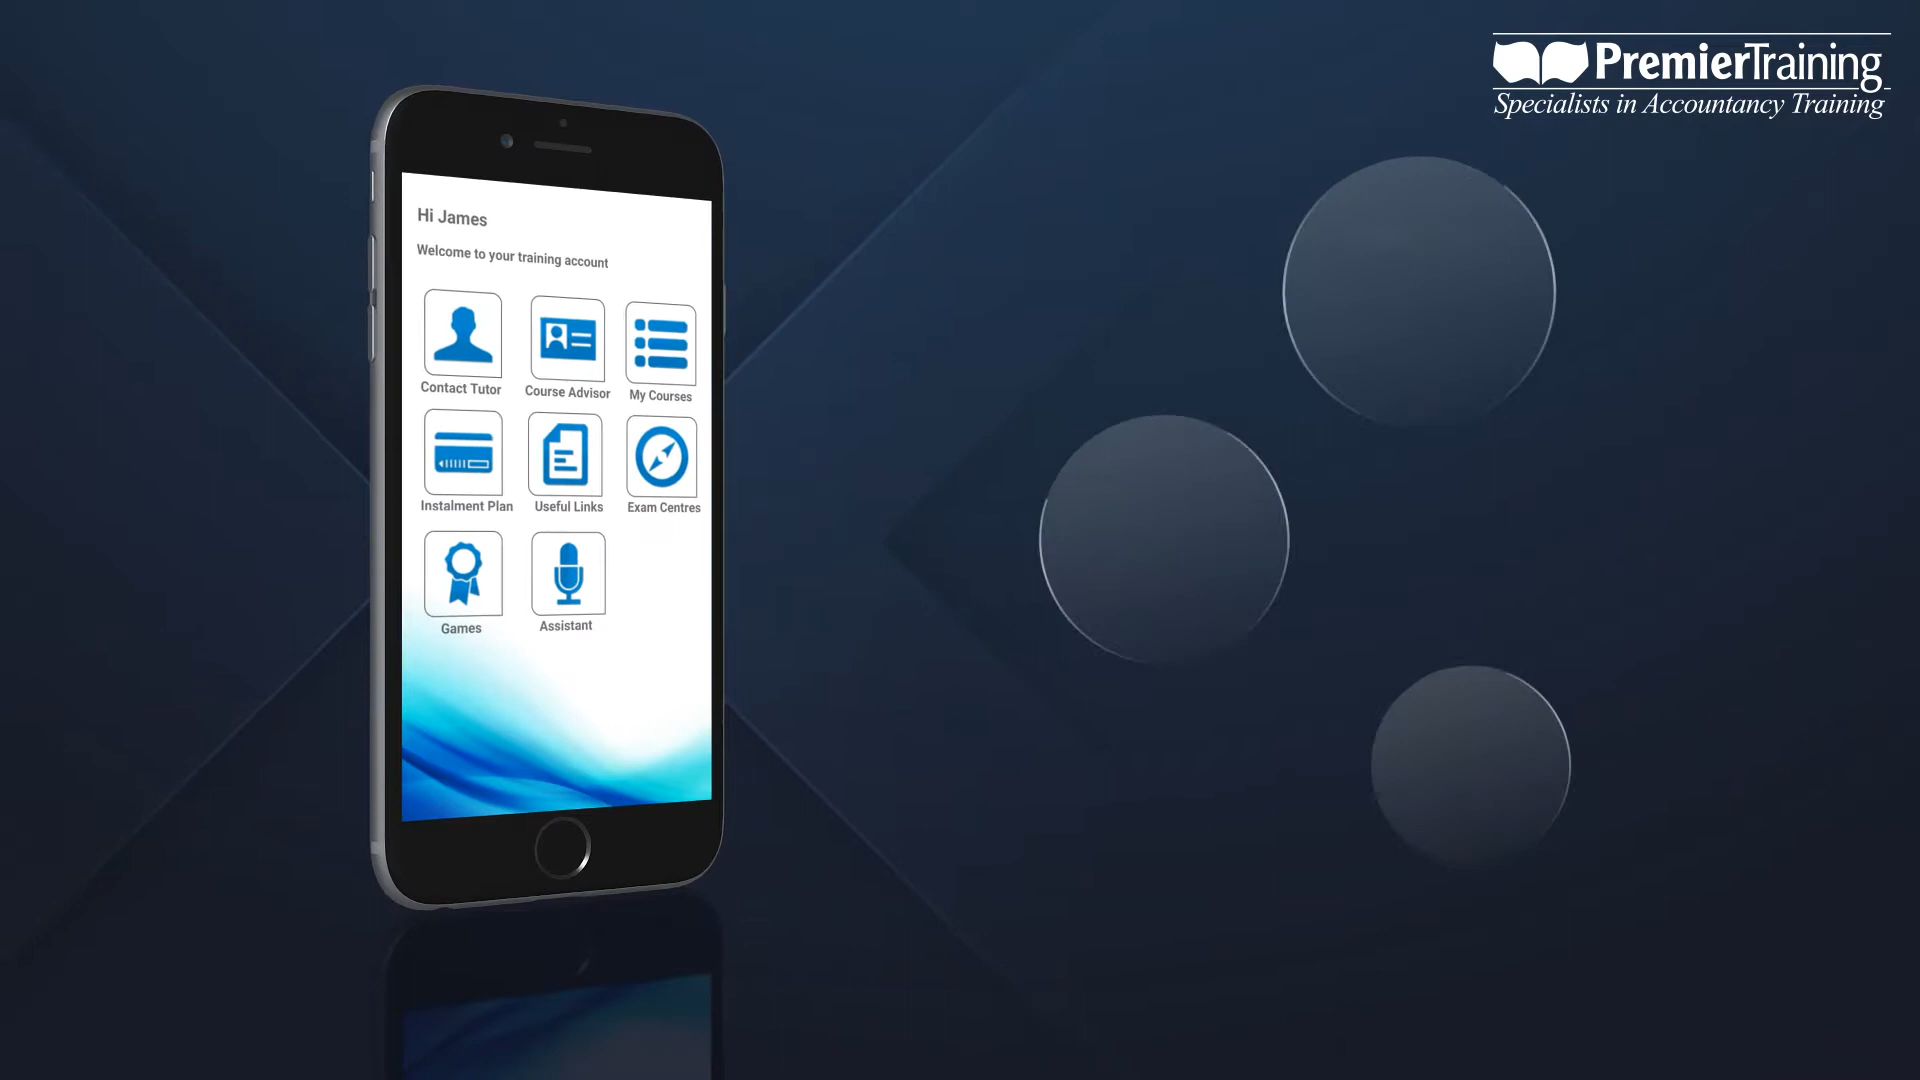 PremierTraining
Specialists in Accountancy Training
Hi James
Welcome to your training account
Contact Tutor
Course Advisor
My Courses
Instalment Plan
Useful Links
Exam Centres
Games
Assistant